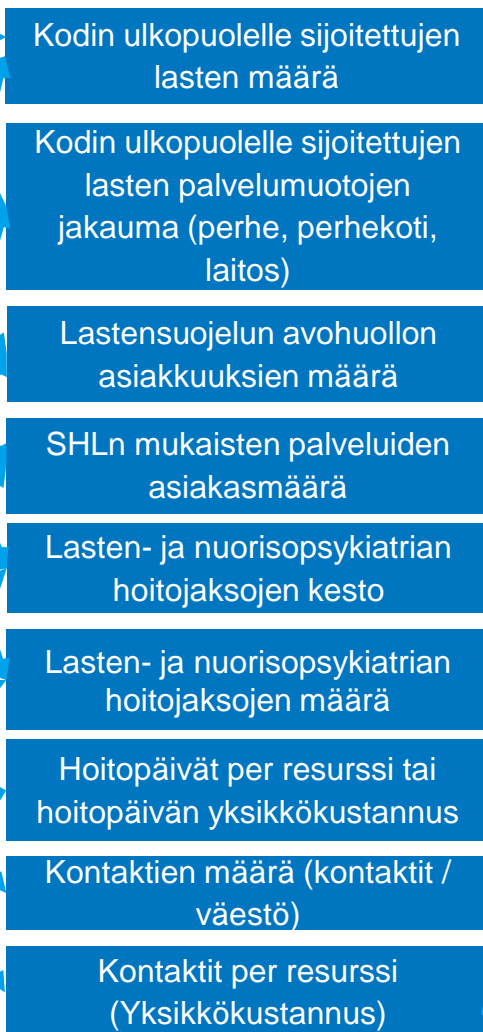 Kodin ulkopuolelle sijoitettujen
lasten määrä
Kodin ulkopuolelle sijoitettujen
lasten palvelumuotojen
jakauma (perhe, perhekoti,
laitos)
Lastensuojelun avohuollon
asiakkuuksien määrä
SHLn mukaisten palveluiden
asiakasmäärä
Lasten- ja nuorisopsykiatrian
hoitojaksojen kesto
Lasten- ja nuorisopsykiatrian
hoitojaksojen määrä
Hoitopäivät per resurssi tai
hoitopäivän yksikkökustannus
Kontaktien määrä (kontaktit /
väestö)
Kontaktit per resurssi
(Yksikkökustannus)